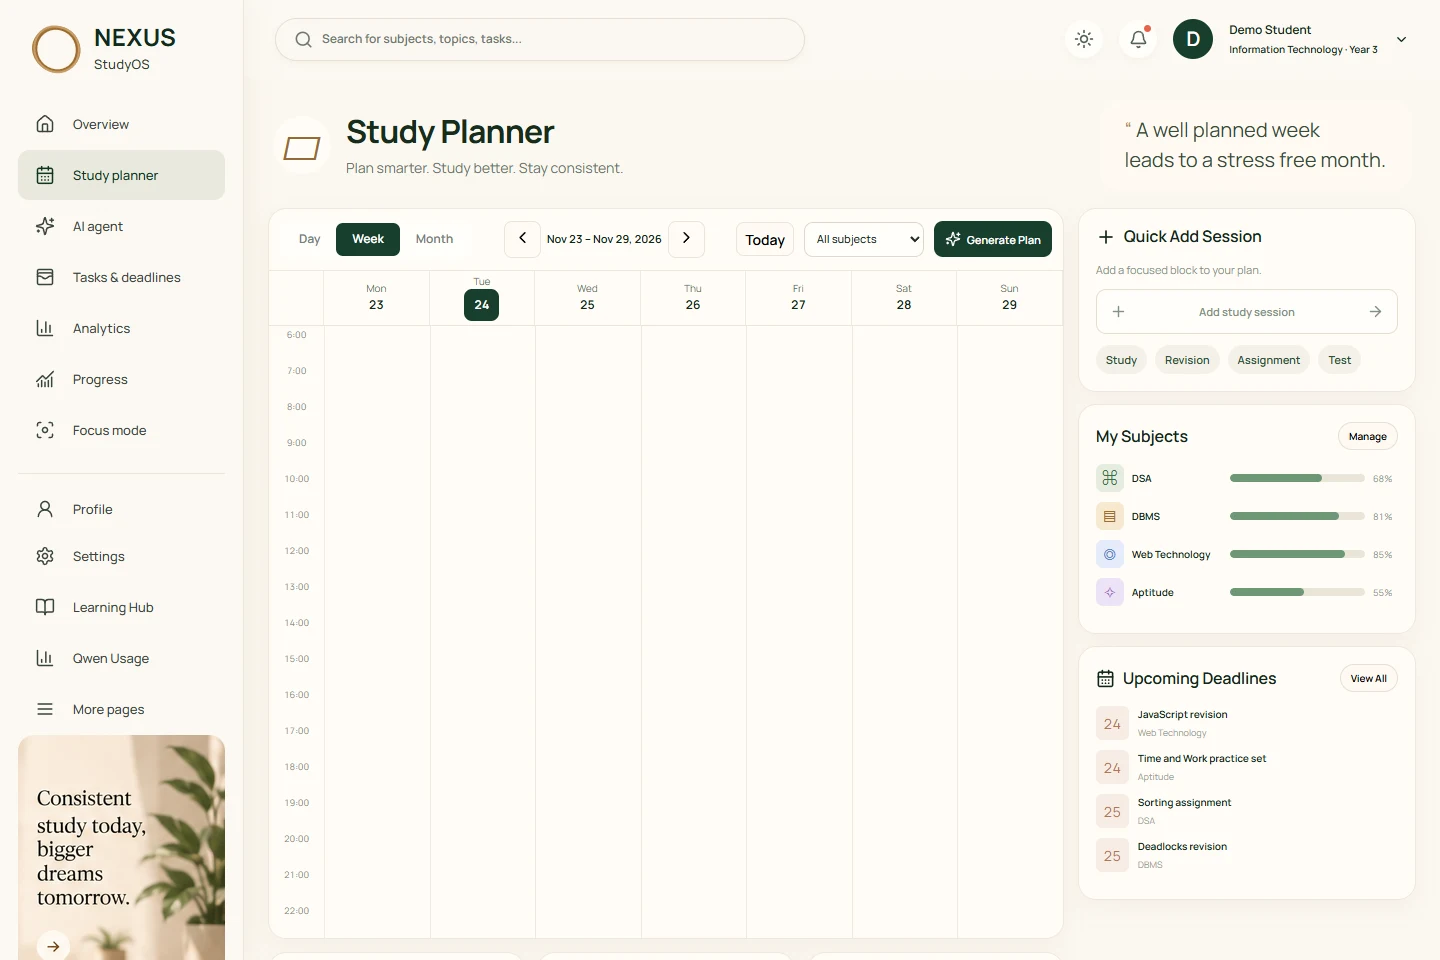 NEXUS
StudyOS
Overview
Study planner
AI agent
Tasks & deadlines
Analytics
Progress
Focus mode
Profile
Settings
Learning Hub
Qwen Usage
More pages
Consistent
study today,
bigger
dreams
tomorrow.
Search for subjects, topics, tasks...
D
Demo Student
Information Technology · Year 3
Study Planner
Plan smarter. Study better. Stay consistent.
“ A well planned week
leads to a stress free month.
Day
Week
Month
Nov 23 – Nov 29, 2026
Today
All subjects
Generate Plan
Mon
23
Tue
24
Wed
25
Thu
26
Fri
27
Sat
28
Sun
29
6:00
7:00
8:00
9:00
10:00
11:00
12:00
13:00
14:00
15:00
16:00
17:00
18:00
19:00
20:00
21:00
22:00
Quick Add Session
Add a focused block to your plan.
Add study session
Study
Revision
Assignment
Test
My Subjects
Manage
DSA
68%
DBMS
81%
Web Technology
85%
Aptitude
55%
Upcoming Deadlines
View All
24
JavaScript revision
Web Technology
24
Time and Work practice set
Aptitude
25
Sorting assignment
DSA
25
Deadlocks revision
DBMS